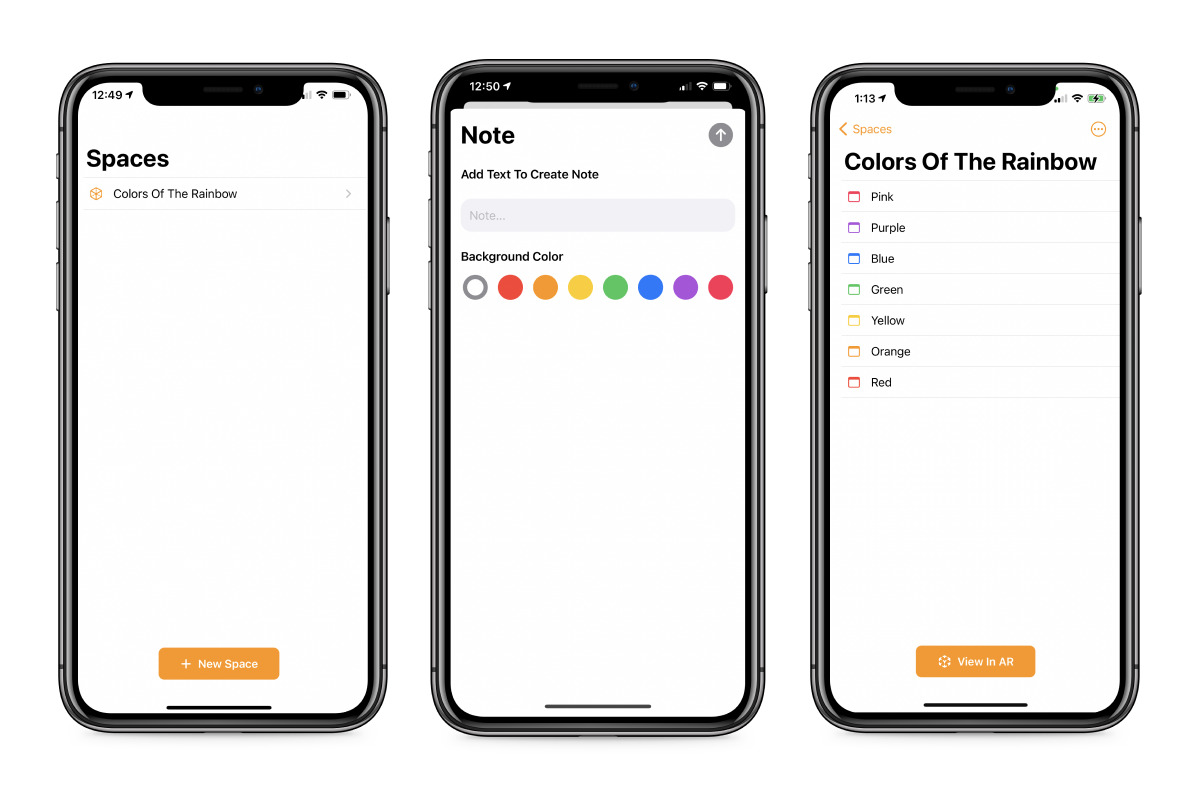 12:49
Spaces
Colors Of The Rainbow
New Space
12:50
Note
Add Text To Create Note
Note...
Background Color
1:13
Spaces
Colors Of The Rainbow
Pink
Purple
Blue
Green
Yellow
Orange
Red
View In AR